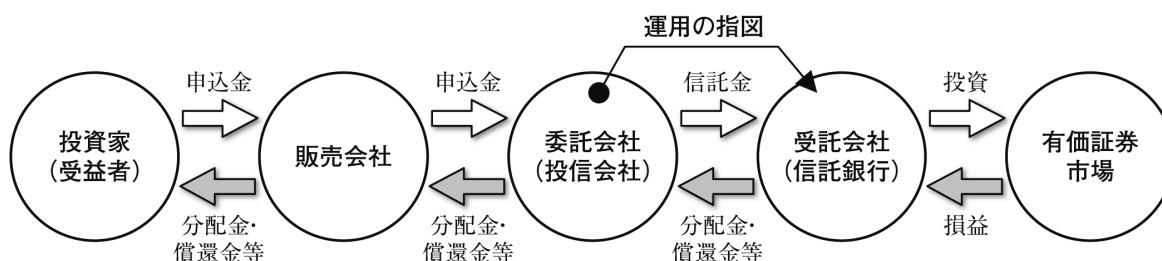 運用の指図
申込金
申込金
信託金
投資
投資家
(受益者)
販売会社
委託会社
(投信会社)
受託会社
(信託銀行)
有価証券
市場
分配金・
償還金等
分配金・
償還金等
分配金・
償還金等
損益